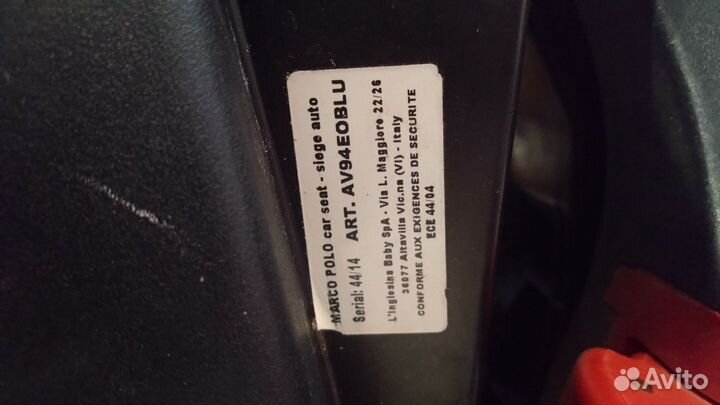 MARCO POLO car seat - siege auto
Serial: 44/14 ART. AV94EOBLU
L'Inglesina Baby SpA - Via L. Maggiore 22/26
36077 Altavilla Vic.na (VI) - Italy
CONFORME AUX EXIGENCES DE SECURITE
ECE 44/04
Avito